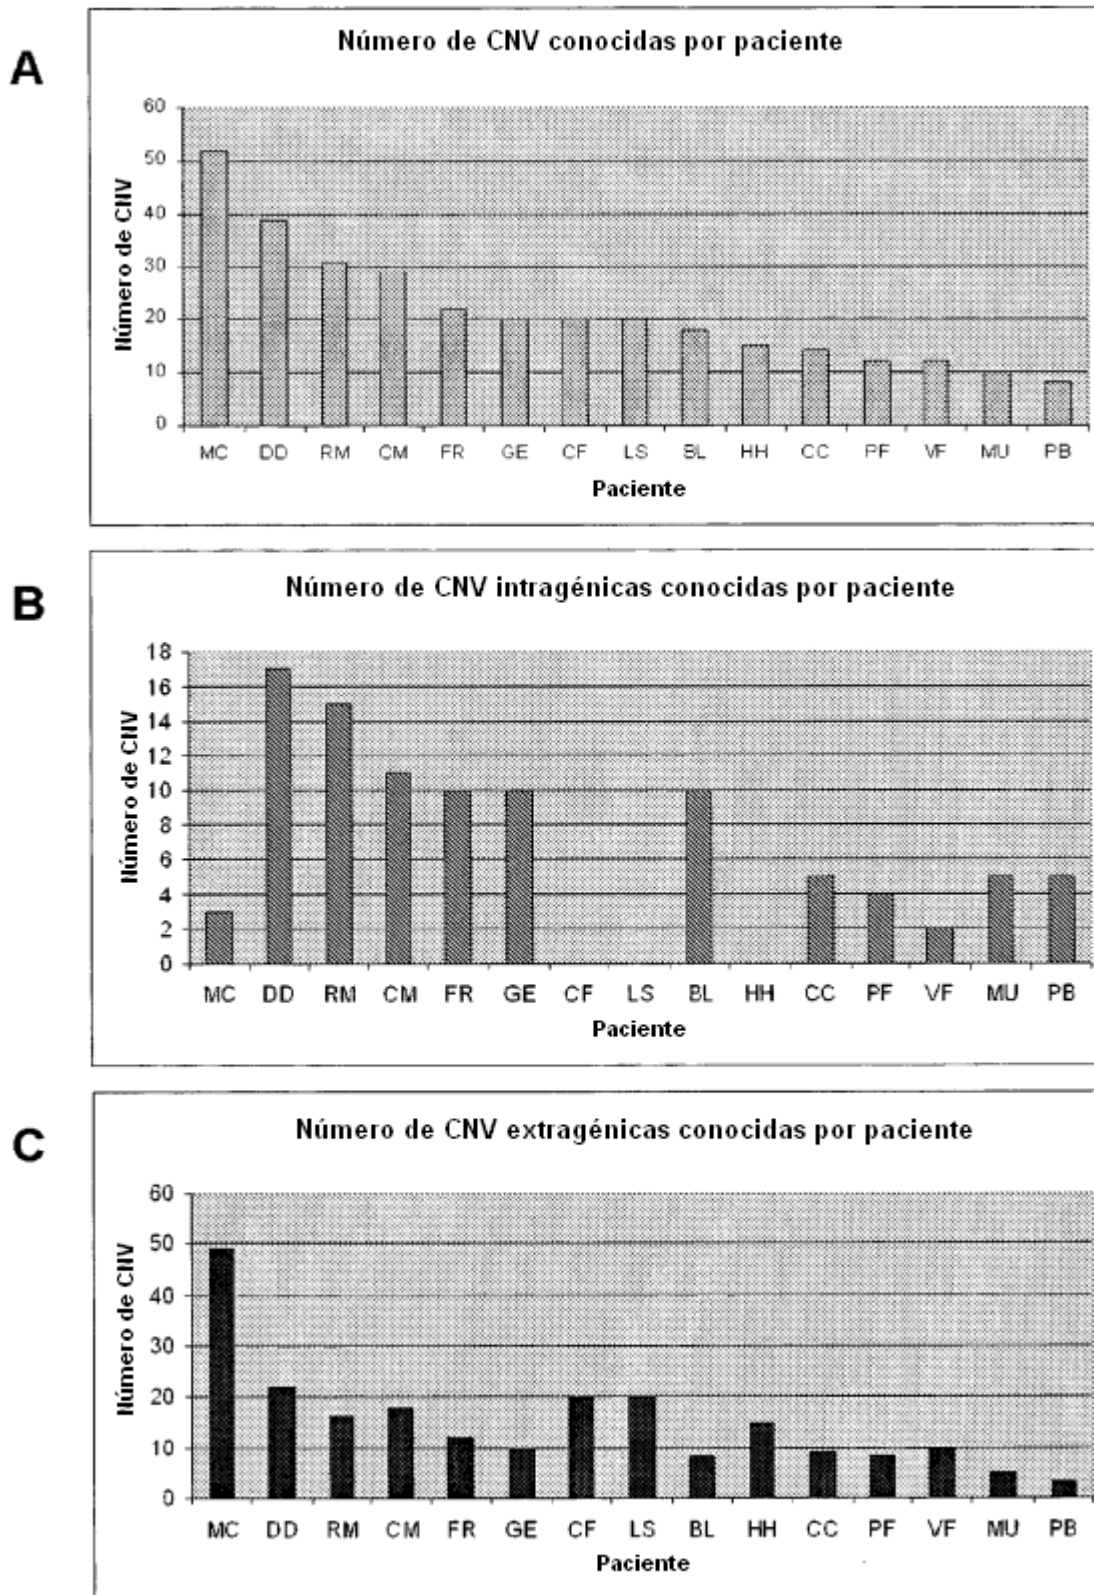 A
Número de CNV conocidas por paciente
Número de CNV
60
50
40
30
20
10
0
MC DD RM CM FR GE CF LS BL HH CC PF VF MU PB
Paciente
B
Número de CNV intragénicas conocidas por paciente
Número de CNV
18
16
14
12
10
8
6
4
2
0
MC DD RM CM FR GE CF LS BL HH CC PF VF MU PB
Paciente
C
Número de CNV extragénicas conocidas por paciente
Número de CNV
60
50
40
30
20
10
0
MC DD RM CM FR GE CF LS BL HH CC PF VF MU PB
Paciente